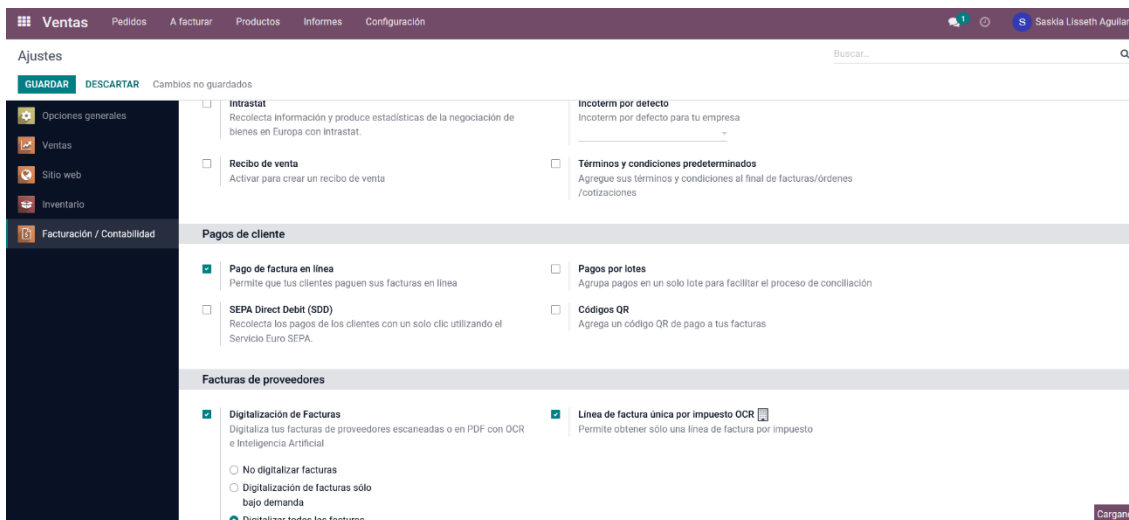 Ventas Pedidos A facturar Productos Informes Configuración 1 S Saskia Lisseth Aguilar
Ajustes Buscar...
GUARDAR DESCARTAR Cambios no guardados
Opciones generales
Ventas
Sitio web
Inventario
Facturación / Contabilidad
Intrastat
Recolecta información y produce estadísticas de la negociación de
bienes en Europa con intrastat.
Incoterm por defecto
Incoterm por defecto para tu empresa
Recibo de venta
Activar para crear un recibo de venta
Términos y condiciones predeterminados
Agregue sus términos y condiciones al final de facturas/órdenes
/cotizaciones
Pagos de cliente
Pago de factura en línea
Permite que tus clientes paguen sus facturas en línea
Pagos por lotes
Agrupa pagos en un solo lote para facilitar el proceso de conciliación
SEPA Direct Debit (SDD)
Recolecta los pagos de los clientes con un solo clic utilizando el
Servicio Euro SEPA.
Códigos QR
Agrega un código QR de pago a tus facturas
Facturas de proveedores
Digitalización de Facturas
Digitaliza tus facturas de proveedores escaneadas o en PDF con OCR
e Inteligencia Artificial
Línea de factura única por impuesto OCR
Permite obtener sólo una línea de factura por impuesto
No digitalizar facturas
Digitalización de facturas sólo
bajo demanda
Digitalizar todas las facturas
Cargand